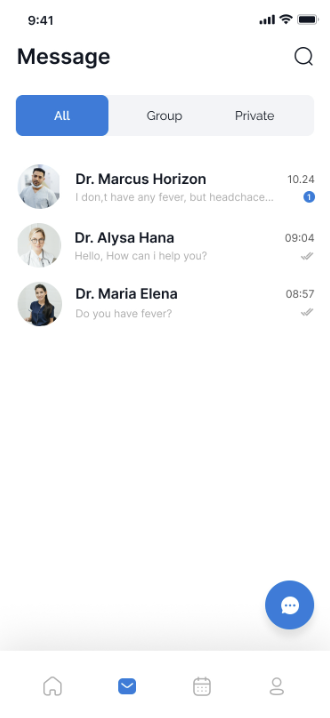 9:41
Message
All Group Private
Dr. Marcus Horizon 10.24
I don,t have any fever, but headchace... 1
Dr. Alysa Hana 09:04
Hello, How can i help you?
Dr. Maria Elena 08:57
Do you have fever?